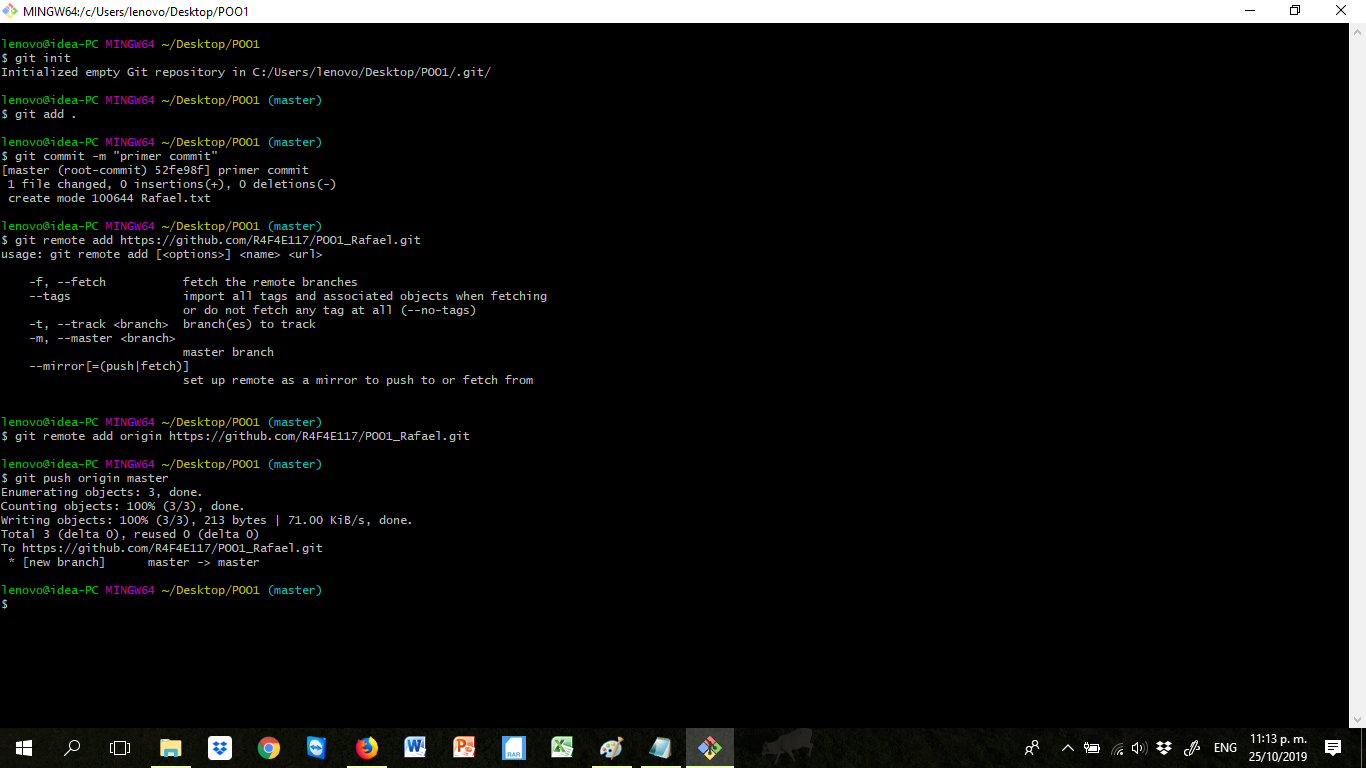 MINGW64:/c/Users/lenovo/Desktop/POO1
lenovo@idea-PC MINGW64 ~/Desktop/POO1
$ git init
Initialized empty Git repository in C:/Users/lenovo/Desktop/POO1/.git/
lenovo@idea-PC MINGW64 ~/Desktop/POO1 (master)
$ git add .
lenovo@idea-PC MINGW64 ~/Desktop/POO1 (master)
$ git commit -m "primer commit"
[master (root-commit) 52fe98f] primer commit
 1 file changed, 0 insertions(+), 0 deletions(-)
 create mode 100644 Rafael.txt
lenovo@idea-PC MINGW64 ~/Desktop/POO1 (master)
$ git remote add https://github.com/R4F4E117/POO1_Rafael.git
usage: git remote add [<options>] <name> <url>
    -f, --fetch           fetch the remote branches
    --tags                import all tags and associated objects when fetching
                          or do not fetch any tag at all (--no-tags)
    -t, --track <branch>  branch(es) to track
    -m, --master <branch>
                          master branch
    --mirror[=(push|fetch)]
                          set up remote as a mirror to push to or fetch from
lenovo@idea-PC MINGW64 ~/Desktop/POO1 (master)
$ git remote add origin https://github.com/R4F4E117/POO1_Rafael.git
lenovo@idea-PC MINGW64 ~/Desktop/POO1 (master)
$ git push origin master
Enumerating objects: 3, done.
Counting objects: 100% (3/3), done.
Writing objects: 100% (3/3), 213 bytes | 71.00 KiB/s, done.
Total 3 (delta 0), reused 0 (delta 0)
To https://github.com/R4F4E117/POO1_Rafael.git
 * [new branch]      master -> master
lenovo@idea-PC MINGW64 ~/Desktop/POO1 (master)
$
RAR
ENG
11:13 p. m.
25/10/2019